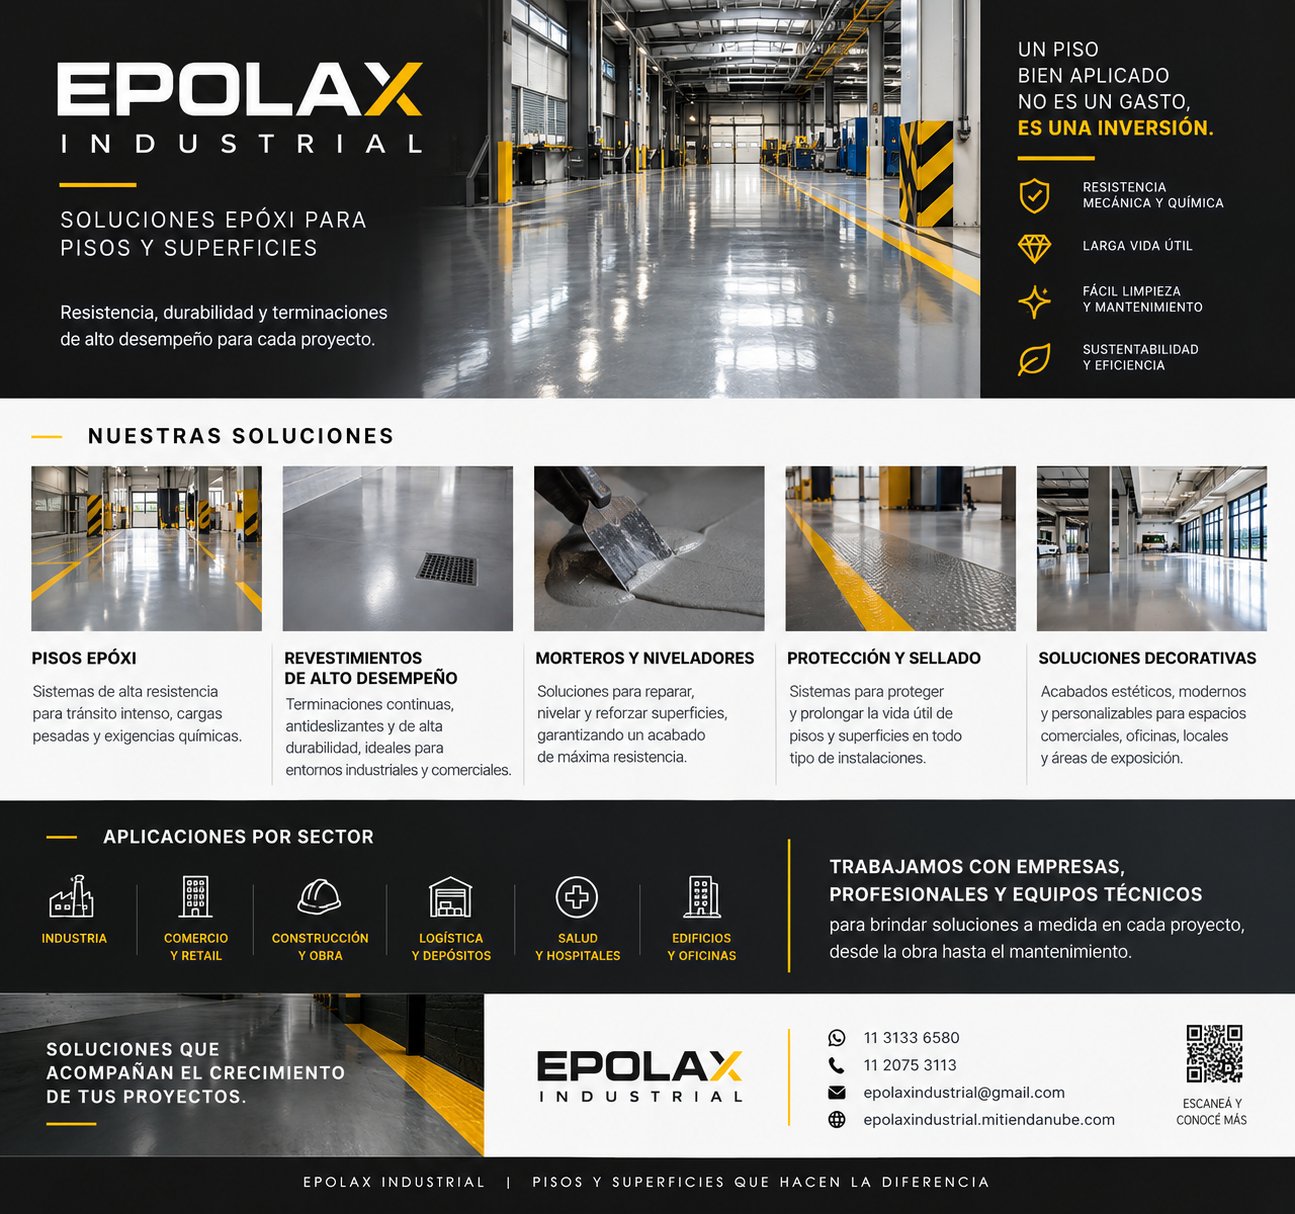 EPOLAX
INDUSTRIAL
SOLUCIONES EPÓXI PARA
PISOS Y SUPERFICIES
Resistencia, durabilidad y terminaciones
de alto desempeño para cada proyecto.
UN PISO
BIEN APLICADO
NO ES UN GASTO,
ES UNA INVERSIÓN.
RESISTENCIA
MECÁNICA Y QUÍMICA
LARGA VIDA ÚTIL
FÁCIL LIMPIEZA
Y MANTENIMIENTO
SUSTENTABILIDAD
Y EFICIENCIA
NUESTRAS SOLUCIONES
PISOS EPÓXI
Sistemas de alta resistencia
para tránsito intenso, cargas
pesadas y exigencias químicas.
REVESTIMIENTOS
DE ALTO DESEMPEÑO
Terminaciones continuas,
antideslizantes y de alta
durabilidad, ideales para
entornos industriales y comerciales.
MORTEROS Y NIVELADORES
Soluciones para reparar,
nivelar y reforzar superficies,
garantizando un acabado
de máxima resistencia.
PROTECCIÓN Y SELLADO
Sistemas para proteger
y prolongar la vida útil de
pisos y superficies en todo
tipo de instalaciones.
SOLUCIONES DECORATIVAS
Acabados estéticos, modernos
y personalizables para espacios
comerciales, oficinas, locales
y áreas de exposición.
APLICACIONES POR SECTOR
INDUSTRIA
COMERCIO
Y RETAIL
CONSTRUCCIÓN
Y OBRA
LOGÍSTICA
Y DEPÓSITOS
SALUD
Y HOSPITALES
EDIFICIOS
Y OFICINAS
TRABAJAMOS CON EMPRESAS,
PROFESIONALES Y EQUIPOS TÉCNICOS
para brindar soluciones a medida en cada proyecto,
desde la obra hasta el mantenimiento.
SOLUCIONES QUE
ACOMPAÑAN EL CRECIMIENTO
DE TUS PROYECTOS.
EPOLAX
INDUSTRIAL
11 3133 6580
11 2075 3113
epolaxindustrial@gmail.com
epolaxindustrial.mitiendanube.com
ESCANEÁ Y
CONOCÉ MÁS
EPOLAX INDUSTRIAL | PISOS Y SUPERFICIES QUE HACEN LA DIFERENCIA